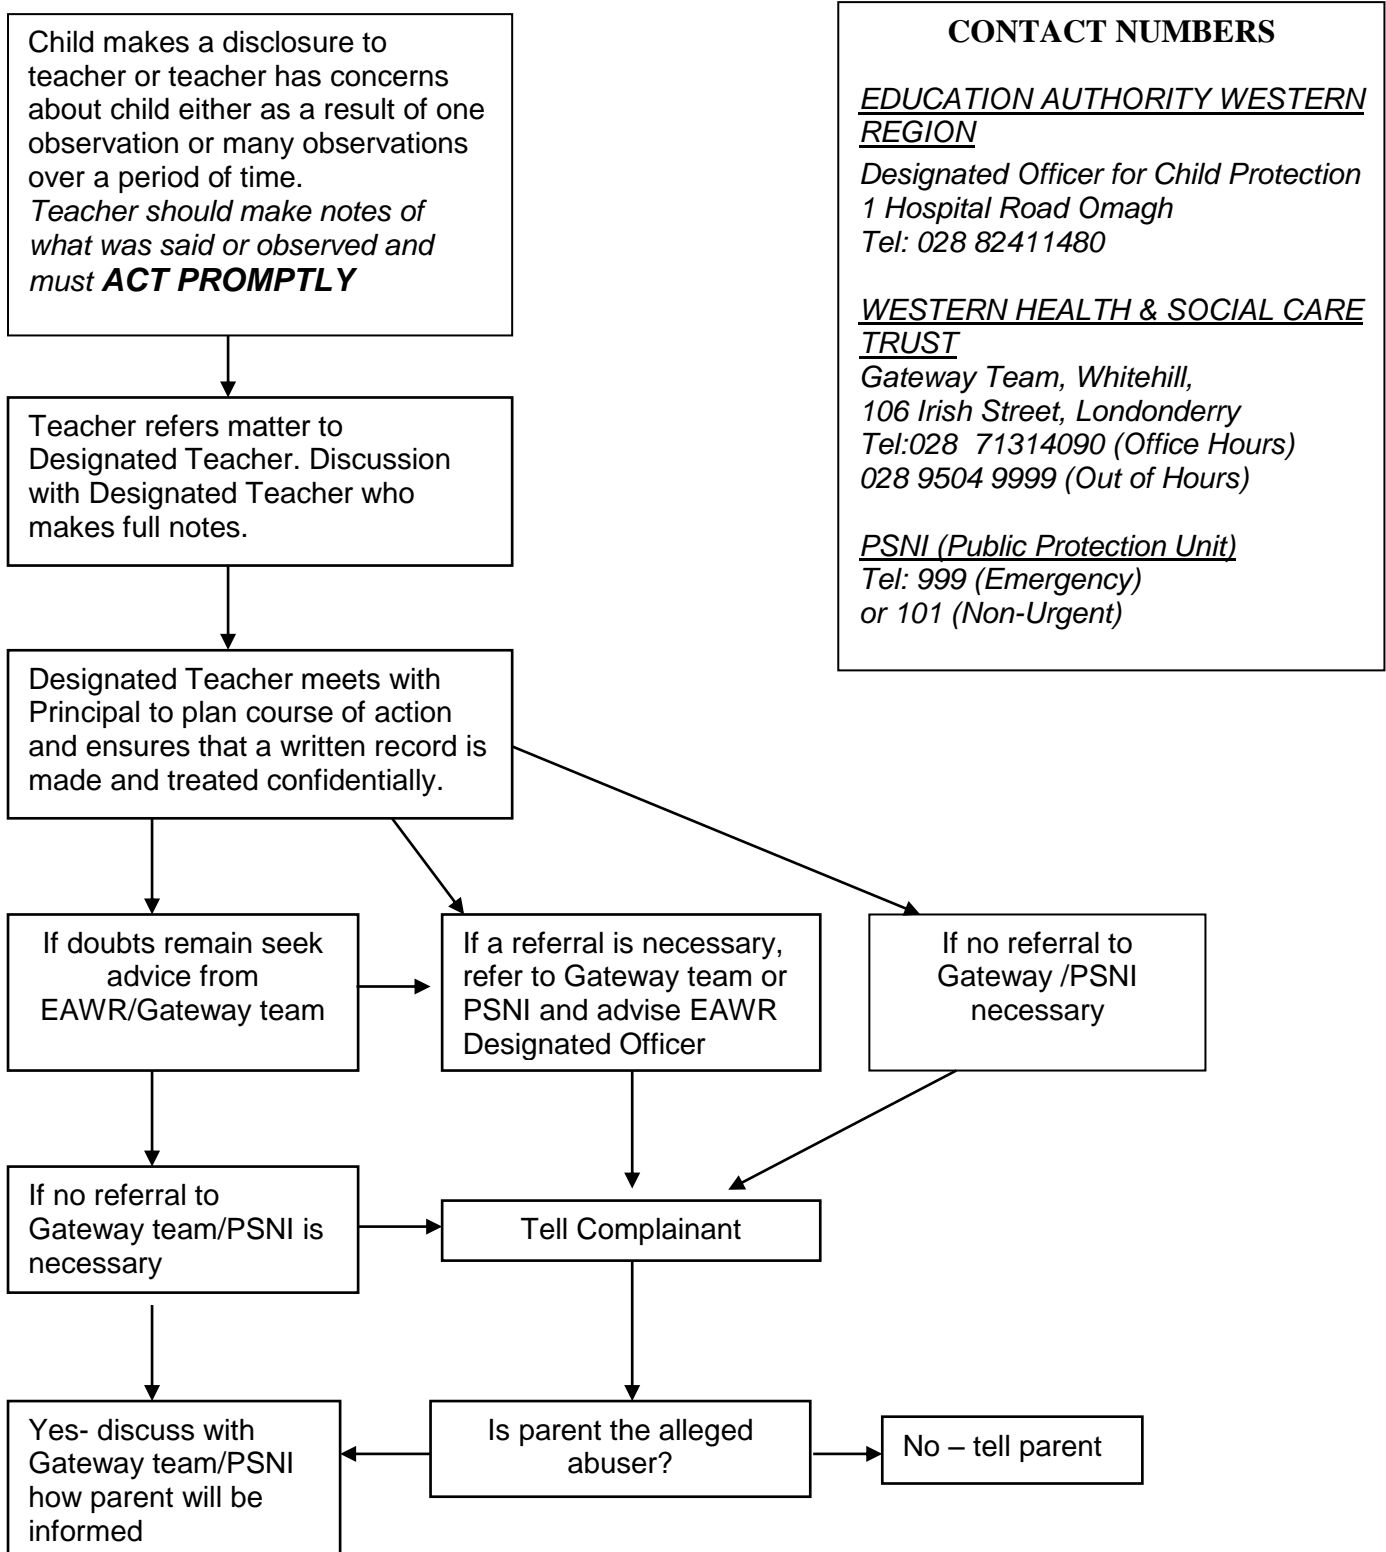 Child makes a disclosure to
teacher or teacher has concerns
about child either as a result of one
observation or many observations
over a period of time.
Teacher should make notes of
what was said or observed and
must ACT PROMPTLY
CONTACT NUMBERS
EDUCATION AUTHORITY WESTERN
REGION
Designated Officer for Child Protection
1 Hospital Road Omagh
Tel: 028 82411480
WESTERN HEALTH & SOCIAL CARE
TRUST
Gateway Team, Whitehill,
106 Irish Street, Londonderry
Tel:028  71314090 (Office Hours)
028 9504 9999 (Out of Hours)
PSNI (Public Protection Unit)
Tel: 999 (Emergency)
or 101 (Non-Urgent)
Teacher refers matter to
Designated Teacher. Discussion
with Designated Teacher who
makes full notes.
Designated Teacher meets with
Principal to plan course of action
and ensures that a written record is
made and treated confidentially.
If doubts remain seek
advice from
EAWR/Gateway team
If a referral is necessary,
refer to Gateway team or
PSNI and advise EAWR
Designated Officer
If no referral to
Gateway /PSNI
necessary
If no referral to
Gateway team/PSNI is
necessary
Tell Complainant
Yes- discuss with
Gateway team/PSNI
how parent will be
informed
Is parent the alleged
abuser?
No – tell parent